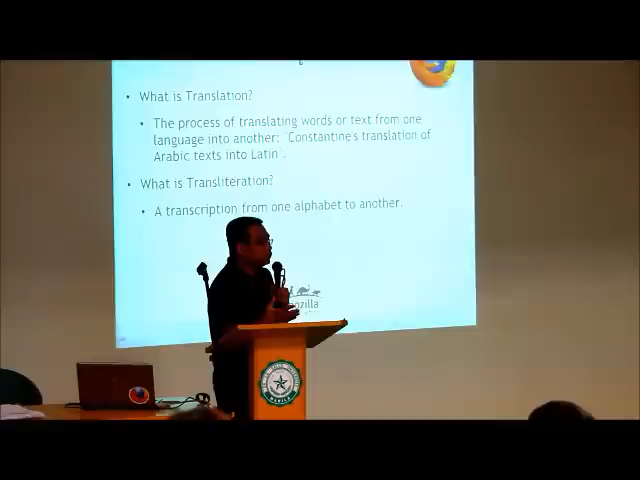 • What is Translation?
• The process of translating words or text from one
language into another: 'Constantine's translation of
Arabic texts into Latin'.
• What is Transliteration?
• A transcription from one alphabet to another.
MANILA